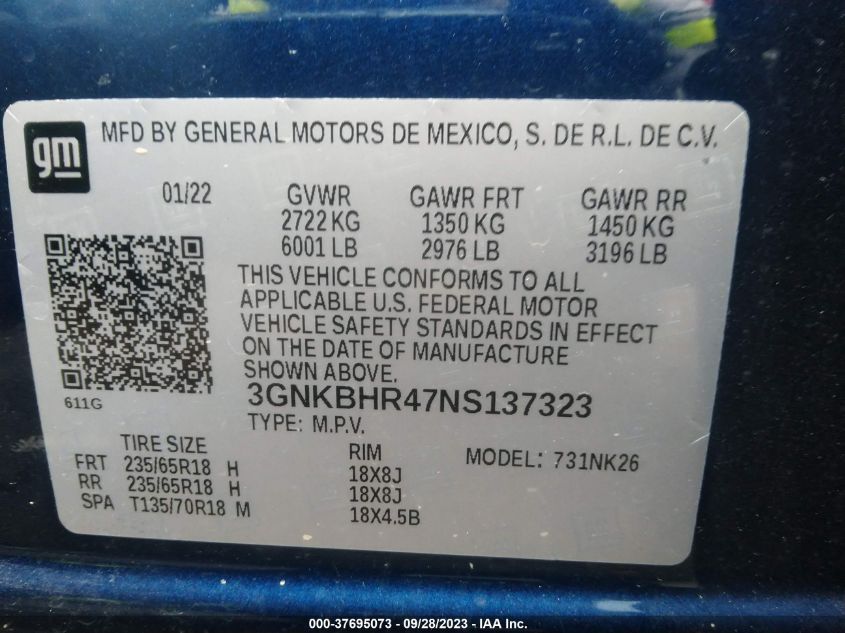 gm
MFD BY GENERAL MOTORS DE MEXICO, S. DE R.L. DE C.V.
01/22 GVWR GAWR FRT GAWR RR
2722 KG 1350 KG 1450 KG
6001 LB 2976 LB 3196 LB
THIS VEHICLE CONFORMS TO ALL
APPLICABLE U.S. FEDERAL MOTOR
VEHICLE SAFETY STANDARDS IN EFFECT
ON THE DATE OF MANUFACTURE
SHOWN ABOVE.
611G
3GNKBHR47NS137323
TYPE: M.P.V.
TIRE SIZE RIM MODEL: 731NK26
FRT 235/65R18 H 18X8J
RR 235/65R18 H 18X8J
SPA T135/70R18 M 18X4.5B
000-37695073 / 09/28/2023 - IAA Inc.